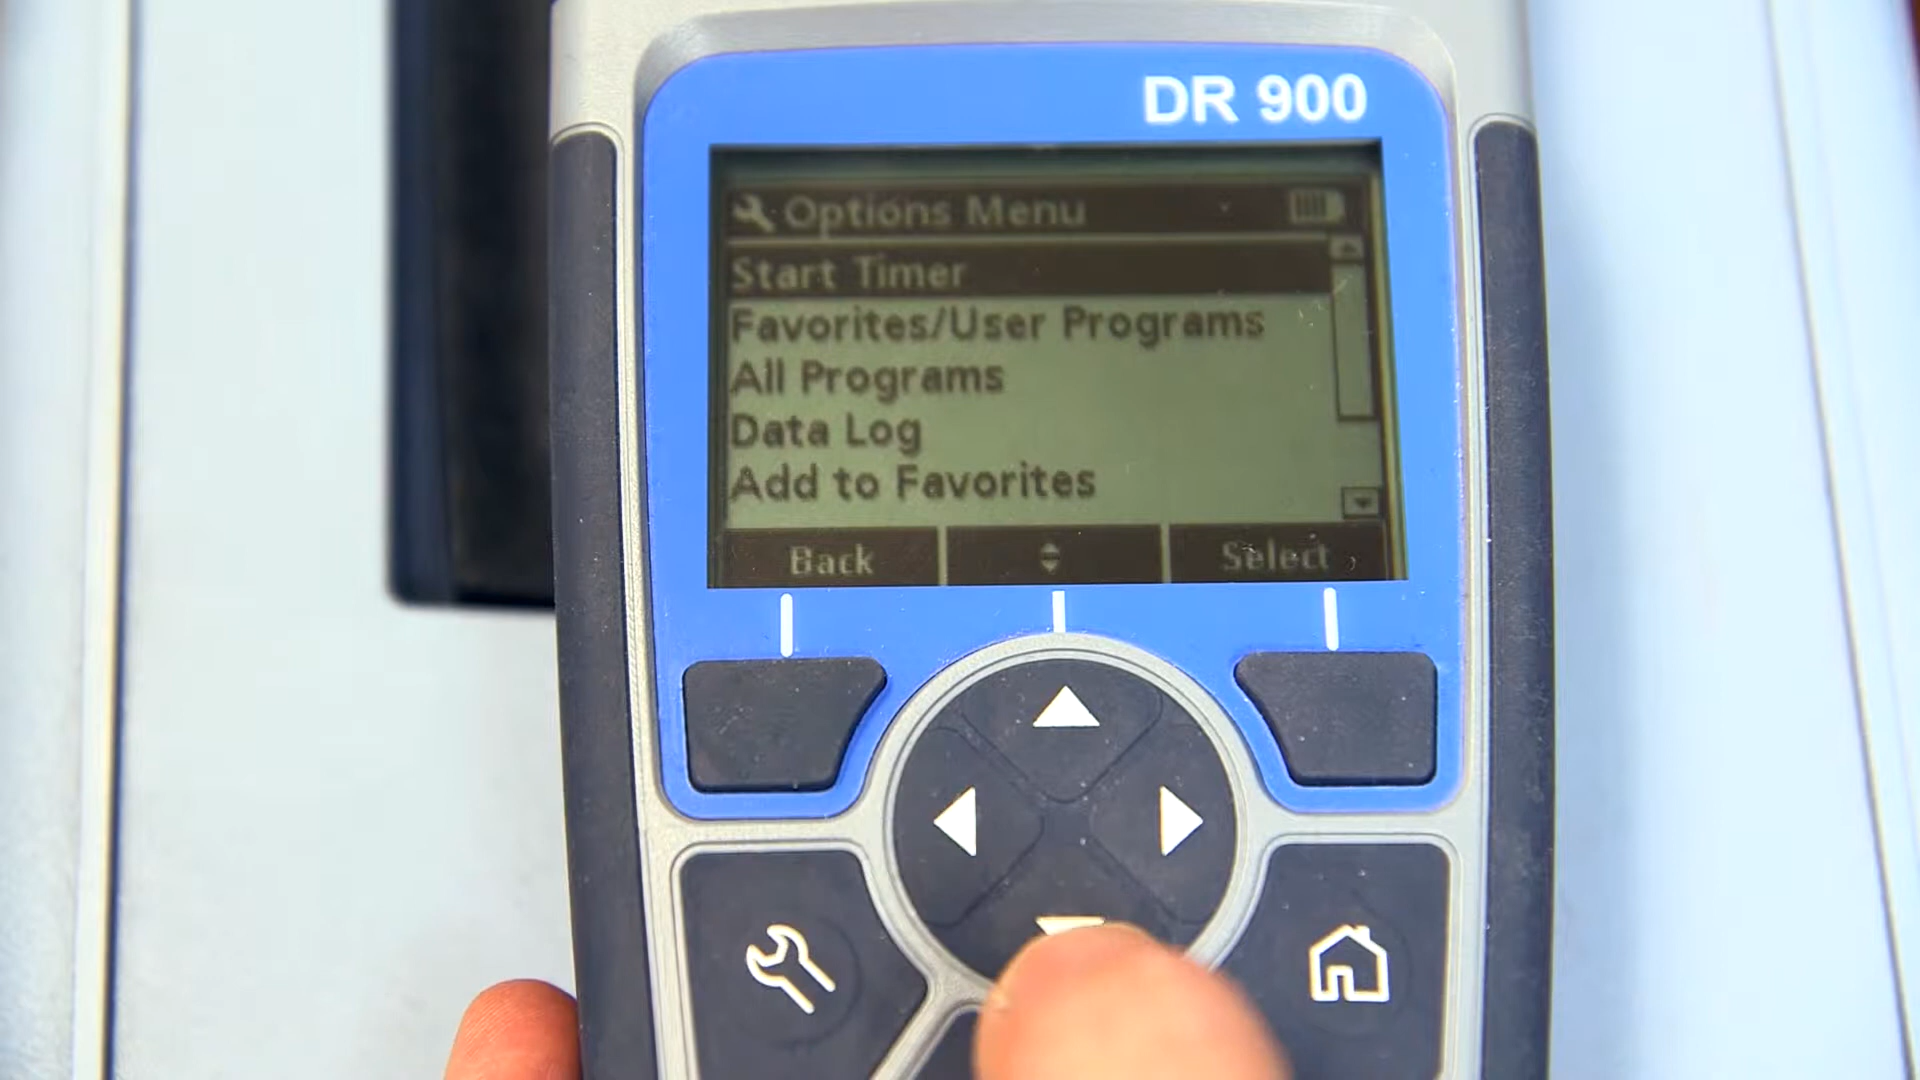 DR 900
Options Menu
Start Timer
Favorites/User Programs
All Programs
Data Log
Add to Favorites
Back
Select